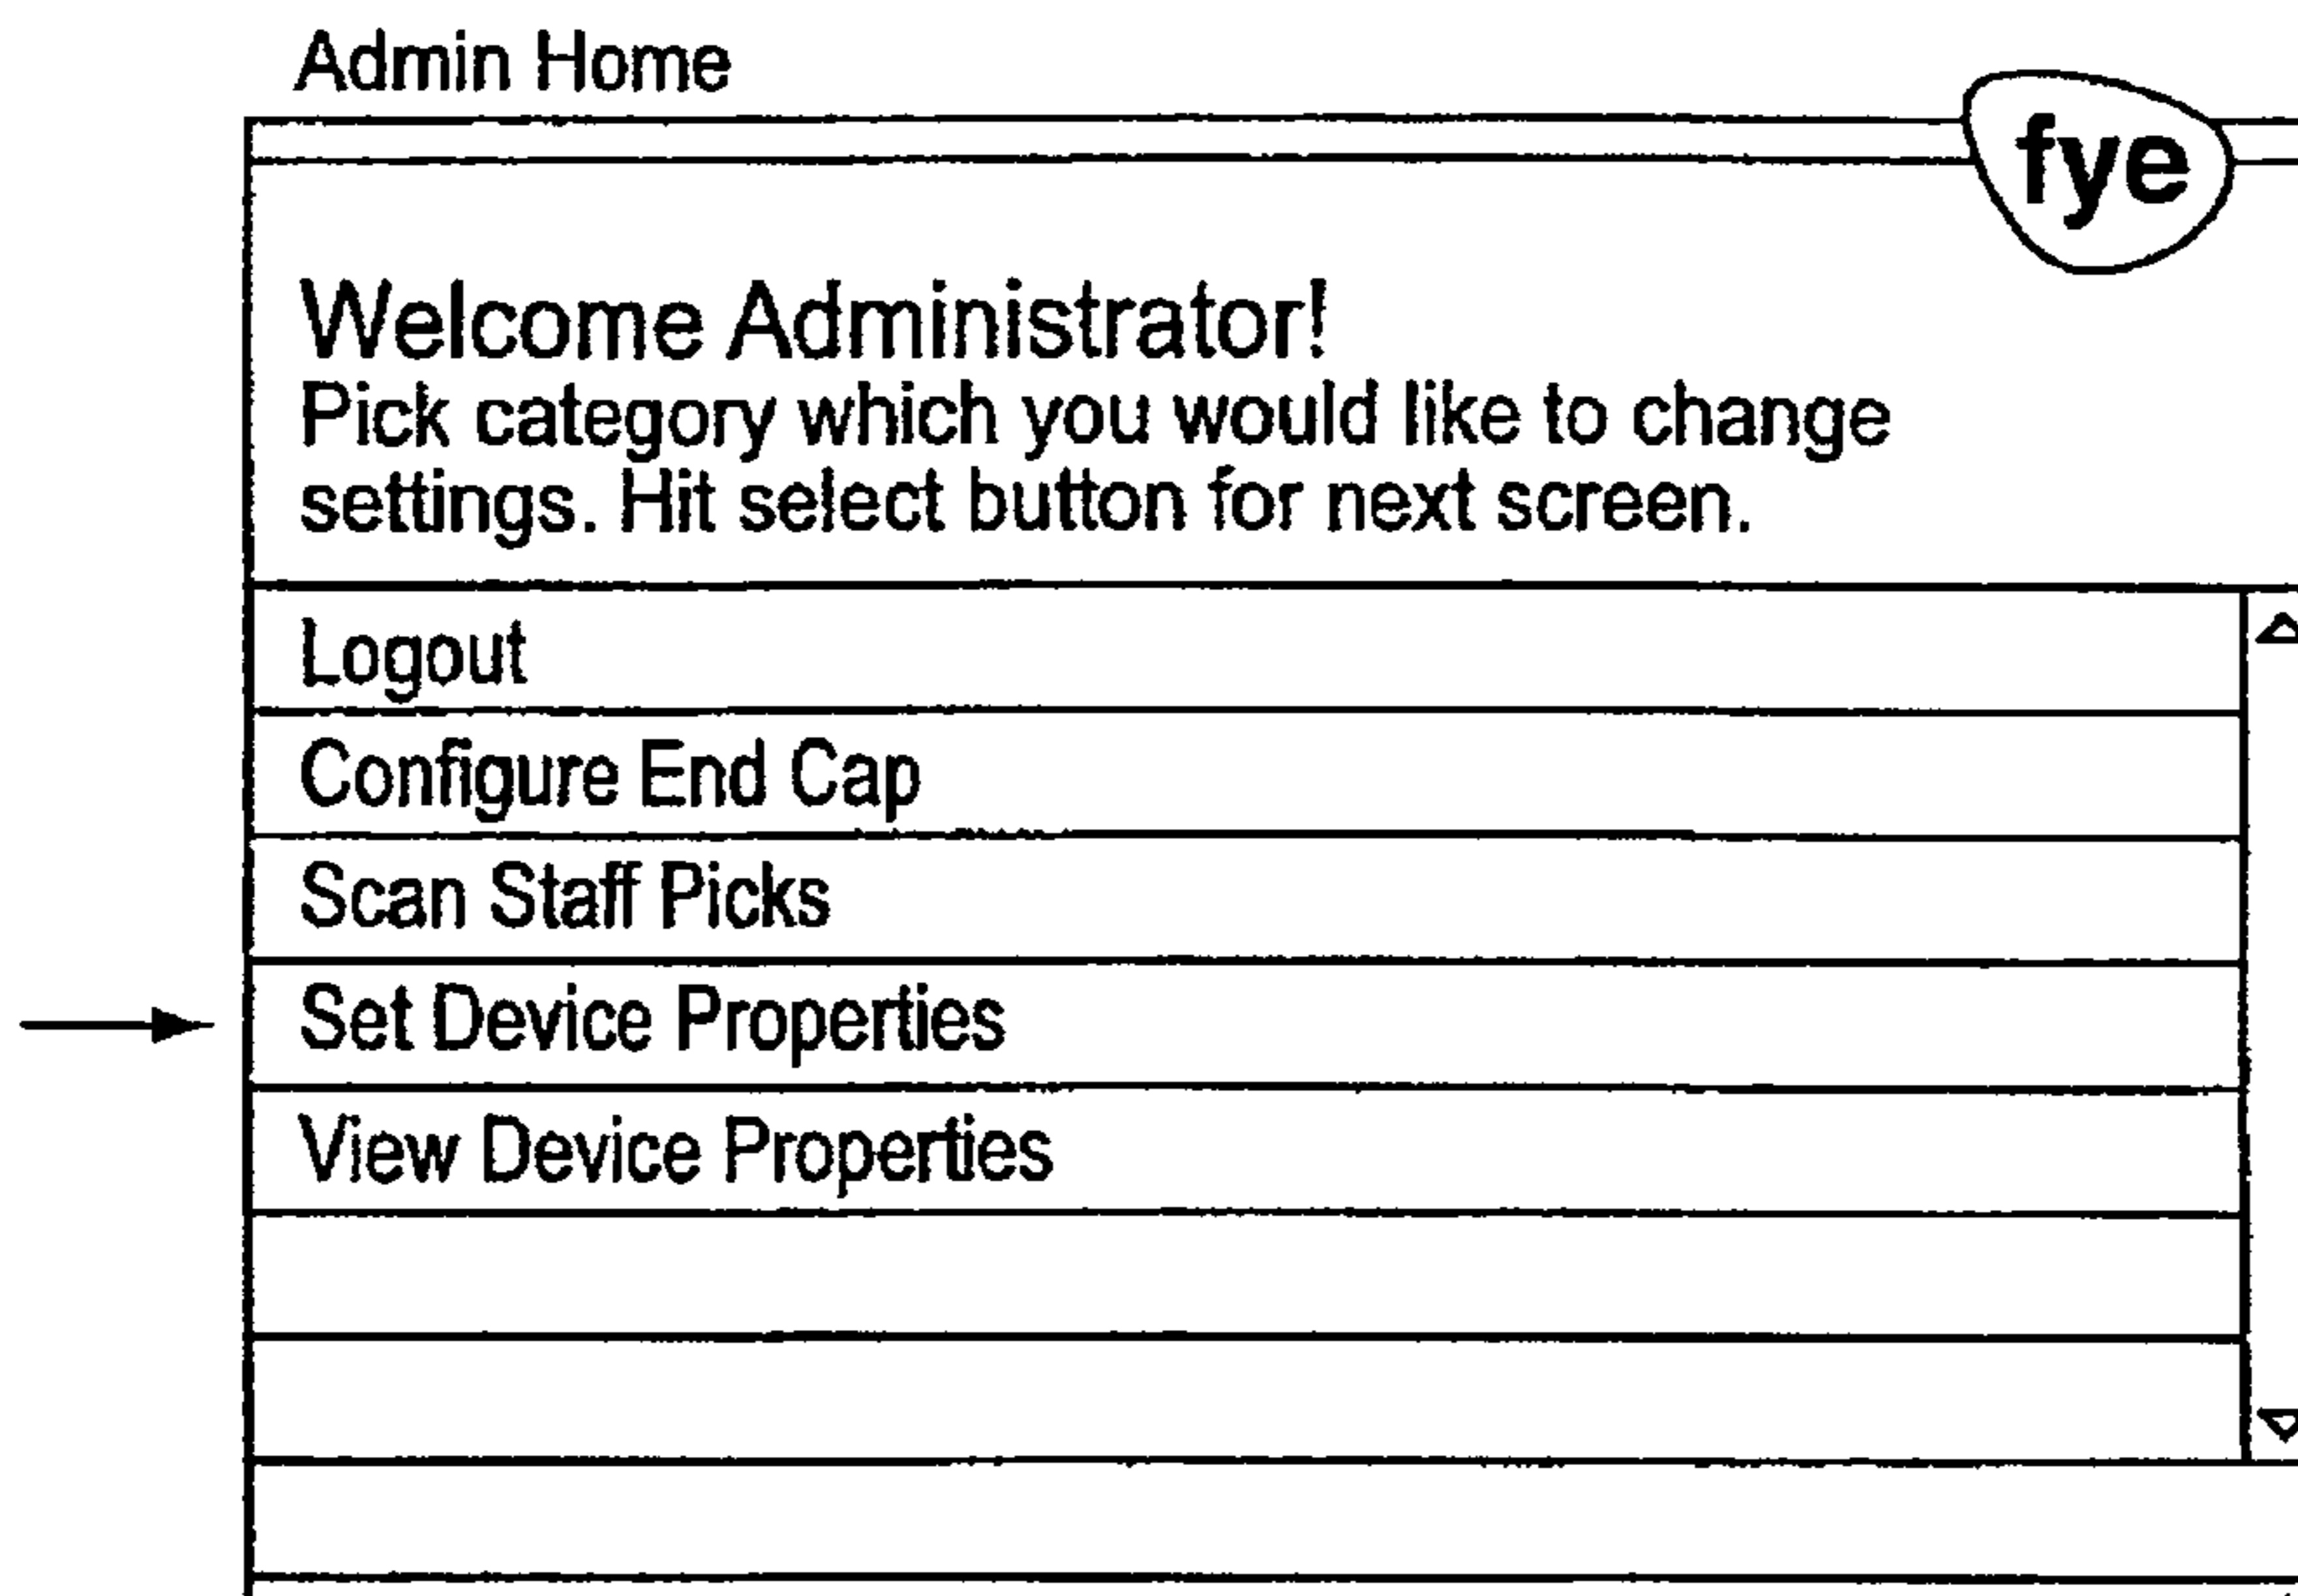 Admin Home
fye
Welcome Administrator!
Pick category which you would like to change
settings. Hit select button for next screen.
Logout
Configure End Cap
Scan Staff Picks
Set Device Properties
View Device Properties